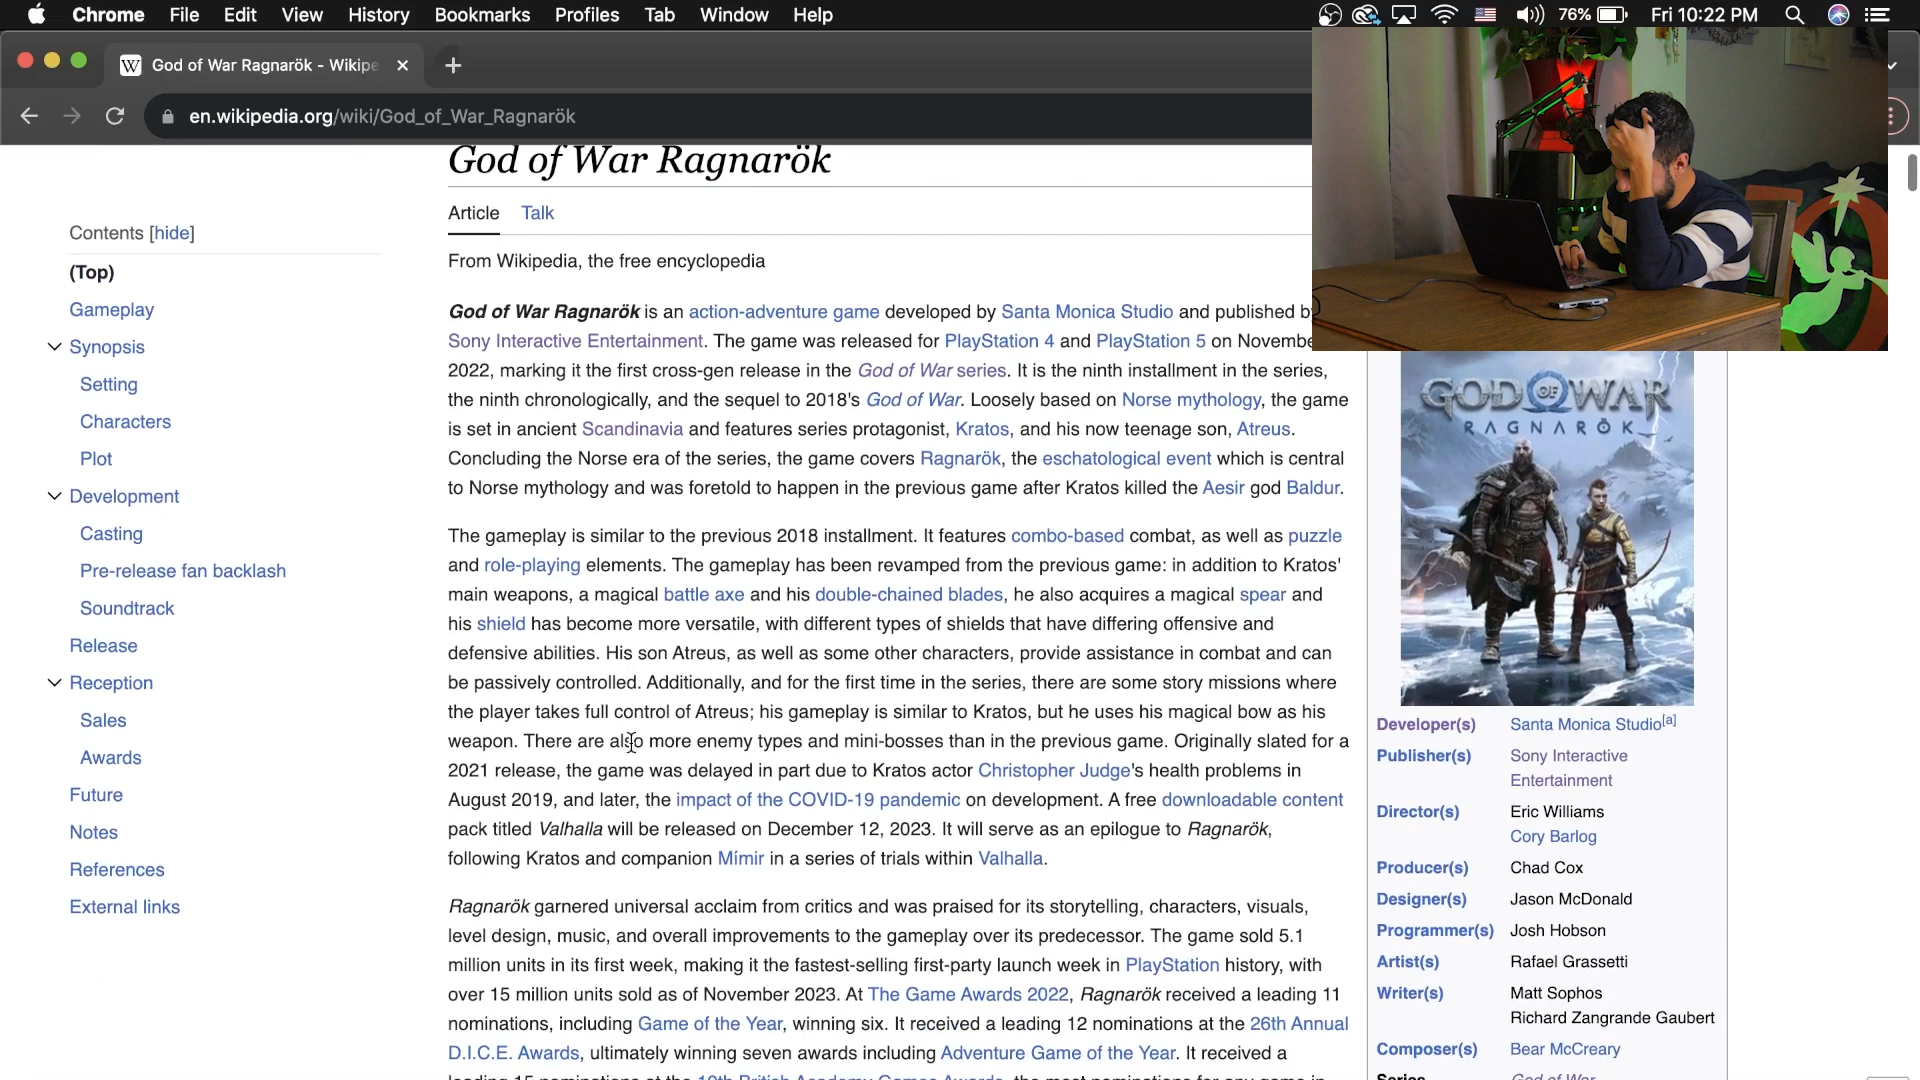 Chrome File Edit View History Bookmarks Profiles Tab Window Help 76% Fri 10:22 PM
W God of War Ragnarök - Wikipe
en.wikipedia.org/wiki/God_of_War_Ragnarök
God of War Ragnarök
Article Talk
From Wikipedia, the free encyclopedia
Contents [hide]
(Top)
Gameplay
Synopsis
Setting
Characters
Plot
Development
Casting
Pre-release fan backlash
Soundtrack
Release
Reception
Sales
Awards
Future
Notes
References
External links
God of War Ragnarök is an action-adventure game developed by Santa Monica Studio and published b
Sony Interactive Entertainment. The game was released for PlayStation 4 and PlayStation 5 on Novembe
2022, marking it the first cross-gen release in the God of War series. It is the ninth installment in the series,
the ninth chronologically, and the sequel to 2018's God of War. Loosely based on Norse mythology, the game
is set in ancient Scandinavia and features series protagonist, Kratos, and his now teenage son, Atreus.
Concluding the Norse era of the series, the game covers Ragnarök, the eschatological event which is central
to Norse mythology and was foretold to happen in the previous game after Kratos killed the Aesir god Baldur.
The gameplay is similar to the previous 2018 installment. It features combo-based combat, as well as puzzle
and role-playing elements. The gameplay has been revamped from the previous game: in addition to Kratos'
main weapons, a magical battle axe and his double-chained blades, he also acquires a magical spear and
his shield has become more versatile, with different types of shields that have differing offensive and
defensive abilities. His son Atreus, as well as some other characters, provide assistance in combat and can
be passively controlled. Additionally, and for the first time in the series, there are some story missions where
the player takes full control of Atreus; his gameplay is similar to Kratos, but he uses his magical bow as his
weapon. There are also more enemy types and mini-bosses than in the previous game. Originally slated for a
2021 release, the game was delayed in part due to Kratos actor Christopher Judge's health problems in
August 2019, and later, the impact of the COVID-19 pandemic on development. A free downloadable content
pack titled Valhalla will be released on December 12, 2023. It will serve as an epilogue to Ragnarök,
following Kratos and companion Mímir in a series of trials within Valhalla.
Ragnarök garnered universal acclaim from critics and was praised for its storytelling, characters, visuals,
level design, music, and overall improvements to the gameplay over its predecessor. The game sold 5.1
million units in its first week, making it the fastest-selling first-party launch week in PlayStation history, with
over 15 million units sold as of November 2023. At The Game Awards 2022, Ragnarök received a leading 11
nominations, including Game of the Year, winning six. It received a leading 12 nominations at the 26th Annual
D.I.C.E. Awards, ultimately winning seven awards including Adventure Game of the Year. It received a
leading 15 nominations at the 19th British Academy Games Awards, the most nominations for any game in
GOD OF WAR
RAGNARÖK
Developer(s) Santa Monica Studio[a]
Publisher(s) Sony Interactive
Entertainment
Director(s) Eric Williams
Cory Barlog
Producer(s) Chad Cox
Designer(s) Jason McDonald
Programmer(s) Josh Hobson
Artist(s) Rafael Grassetti
Writer(s) Matt Sophos
Richard Zangrande Gaubert
Composer(s) Bear McCreary
Series God of War